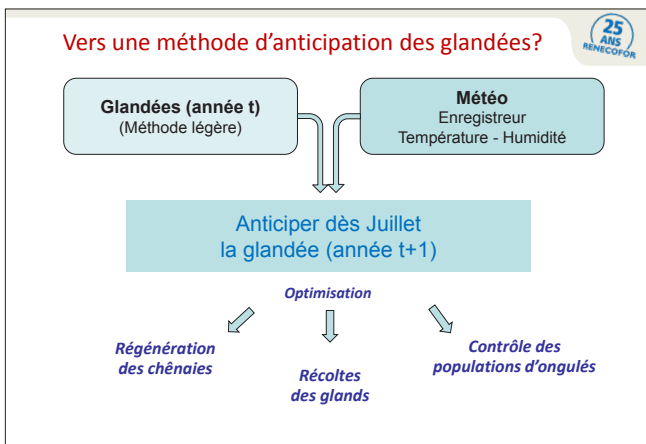 Vers une méthode d'anticipation des glandées?
25
ANS
RENECOFOR
Glandées (année t)
(Méthode légère)
Météo
Enregistreur
Température - Humidité
Anticiper dès Juillet
la glandée (année t+1)
Optimisation
Régénération
des chênaies
Récoltes
des glands
Contrôle des
populations d'ongulés